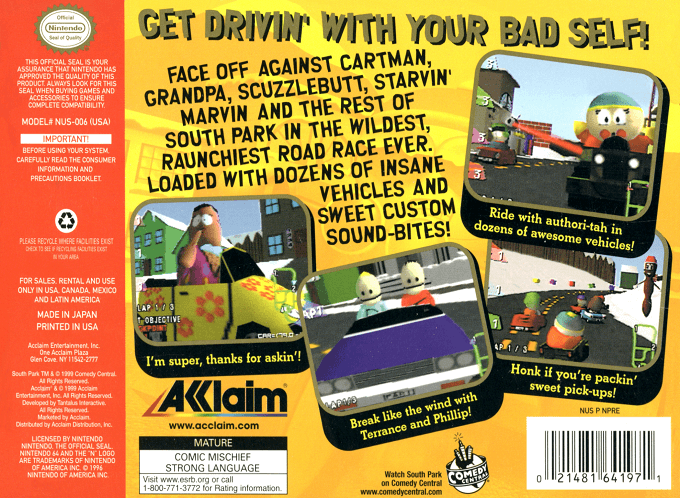 Official
Nintendo
Seal of Quality
THIS OFFICIAL SEAL IS YOUR
ASSURANCE THAT NINTENDO HAS
APPROVED THE QUALITY OF THIS
PRODUCT. ALWAYS LOOK FOR THIS
SEAL WHEN BUYING GAMES AND
ACCESSORIES TO ENSURE
COMPLETE COMPATIBILITY.
MODEL# NUS-006 (USA)
IMPORTANT!
BEFORE USING YOUR SYSTEM,
CAREFULLY READ THE CONSUMER
INFORMATION AND
PRECAUTIONS BOOKLET.
PLEASE RECYCLE WHERE FACILITIES EXIST
CHECK TO SEE IF RECYCLING FACILITIES EXIST
IN YOUR AREA
FOR SALES, RENTAL AND USE
ONLY IN USA, CANADA, MEXICO
AND LATIN AMERICA
MADE IN JAPAN
PRINTED IN USA
Acclaim Entertainment, Inc.
One Acclaim Plaza
Glen Cove, NY 11542-2777
South Park TM & © 1999 Comedy Central.
All Rights Reserved.
Acclaim® & © 1999 Acclaim
Entertainment, Inc. All Rights Reserved.
Developed by Tantalus Interactive.
All Rights Reserved.
Marketed by Acclaim.
Distributed by Acclaim Distribution, Inc.
LICENSED BY NINTENDO
NINTENDO, THE OFFICIAL SEAL,
NINTENDO 64 AND THE "N" LOGO
ARE TRADEMARKS OF NINTENDO
OF AMERICA INC. © 1996
NINTENDO OF AMERICA INC.
GET DRIVIN' WITH YOUR BAD SELF!
FACE OFF AGAINST CARTMAN,
GRANDPA, SCUZZLEBUTT, STARVIN'
MARVIN AND THE REST OF
SOUTH PARK IN THE WILDEST,
RAUNCHIEST ROAD RACE EVER.
LOADED WITH DOZENS OF INSANE
VEHICLES AND
SWEET CUSTOM
SOUND-BITES!
Ride with authori-tah in
dozens of awesome vehicles!
LAP 1 / 3
OBJECTIVE
I'm super, thanks for askin'!
Break like the wind with
Terrance and Phillip!
AP 1 / 3
Honk if you're packin'
sweet pick-ups!
NUS P NPRE
AKKlaim®
www.acclaim.com
MATURE
COMIC MISCHIEF
STRONG LANGUAGE
Visit www.esrb.org or call
1-800-771-3772 for Rating information.
Watch South Park
on Comedy Central
www.comedycentral.com
COMEDY
CENTRAL
0 21481 64197 1